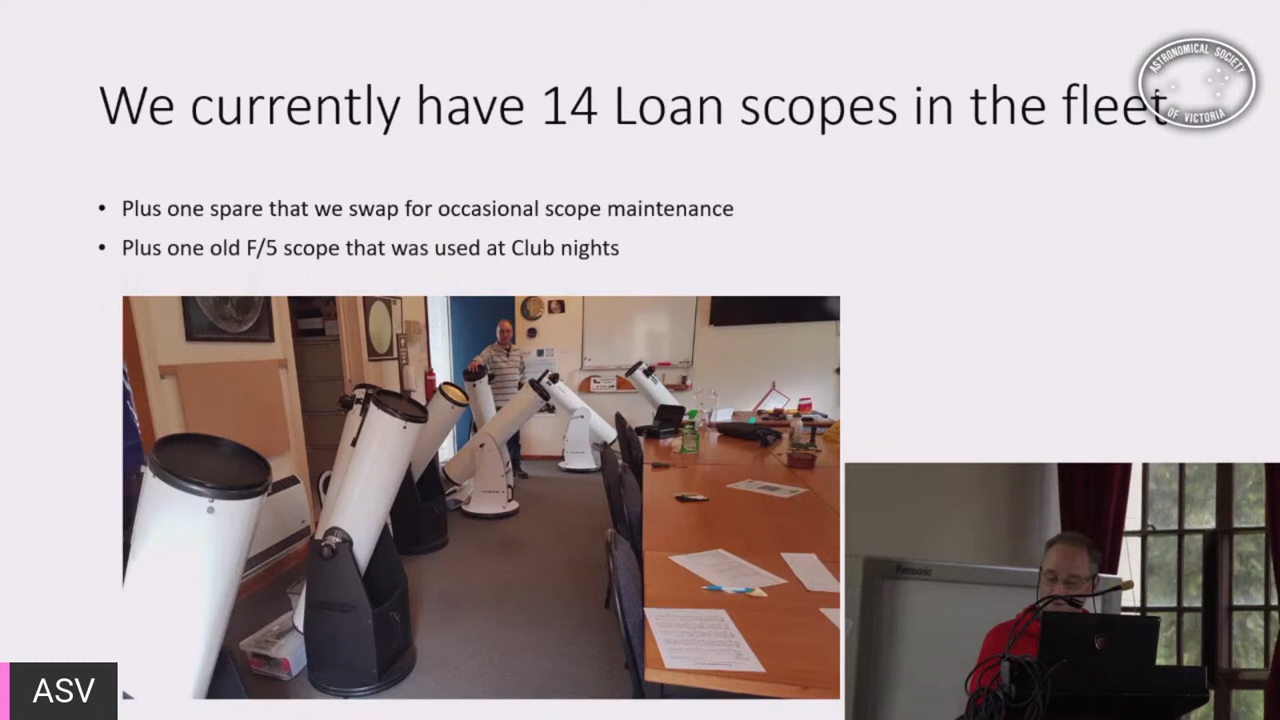 We currently have 14 Loan scopes in the fleet
ASTRONOMICAL SOCIETY
OF VICTORIA
• Plus one spare that we swap for occasional scope maintenance
• Plus one old F/5 scope that was used at Club nights
Panasonic
ASV